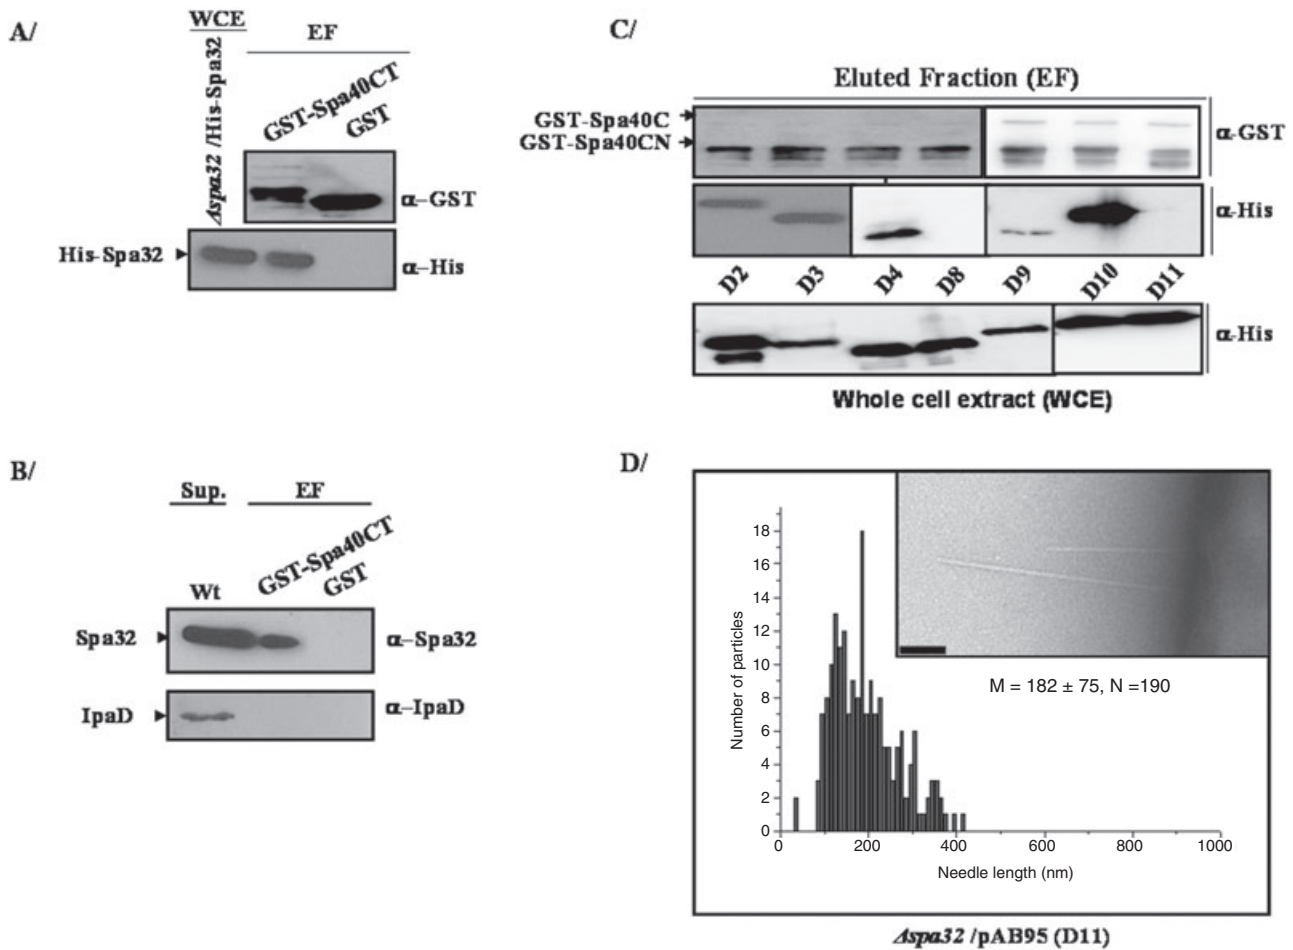 A/
WCE
EF
Δspa32 /His-Spa32
GST-Spa40CT
GST
α–GST
His-Spa32
α–His
B/
Sup.
EF
Wt
GST-Spa40CT
GST
Spa32
α–Spa32
IpaD
α–IpaD
C/
Eluted Fraction (EF)
GST-Spa40C
GST-Spa40CN
α-GST
α-His
D2 D3 D4 D8 D9 D10 D11
α-His
Whole cell extract (WCE)
D/
18
16
14
12
10
8
6
4
2
0
Number of particles
M = 182 ± 75, N =190
0 200 400 600 800 1000
Needle length (nm)
Δspa32 /pAB95 (D11)